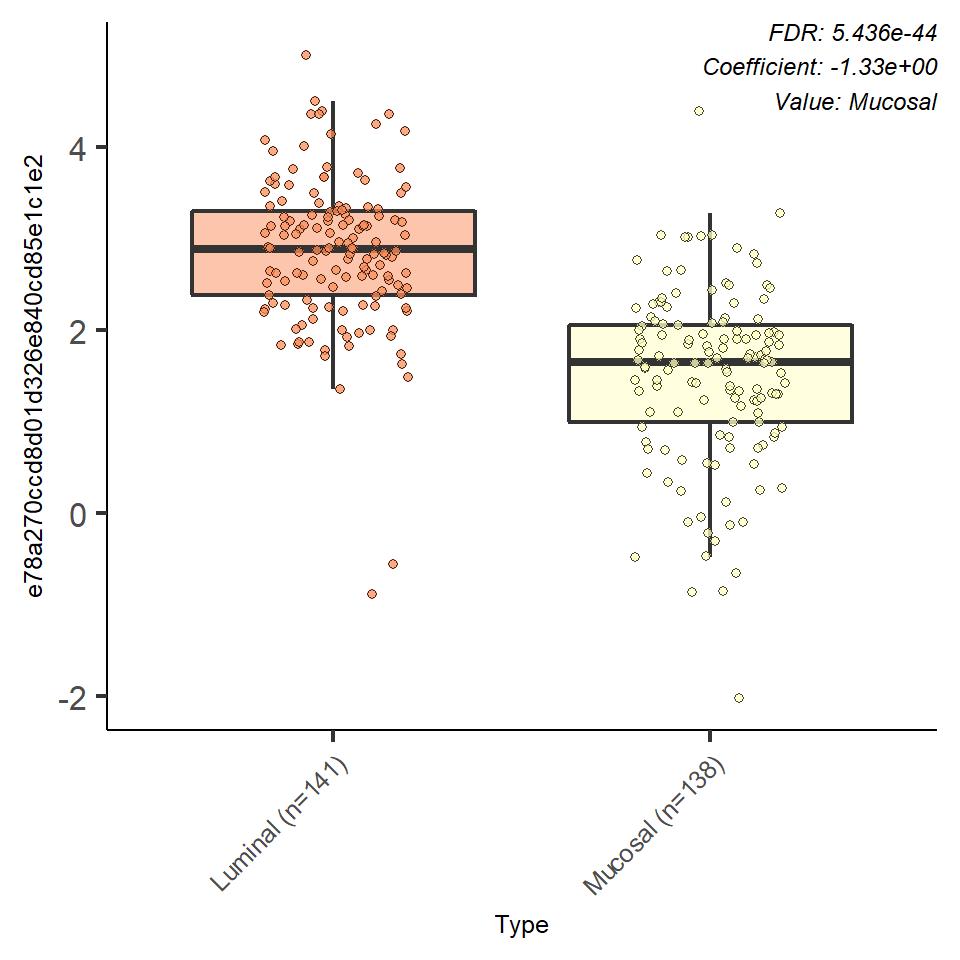 FDR: 5.436e-44
Coefficient: -1.33e+00
Value: Mucosal
e78a270ccd8d01d326e840cd85e1c1e2
4
2
0
-2
Luminal (n=141)
Mucosal (n=138)
Type